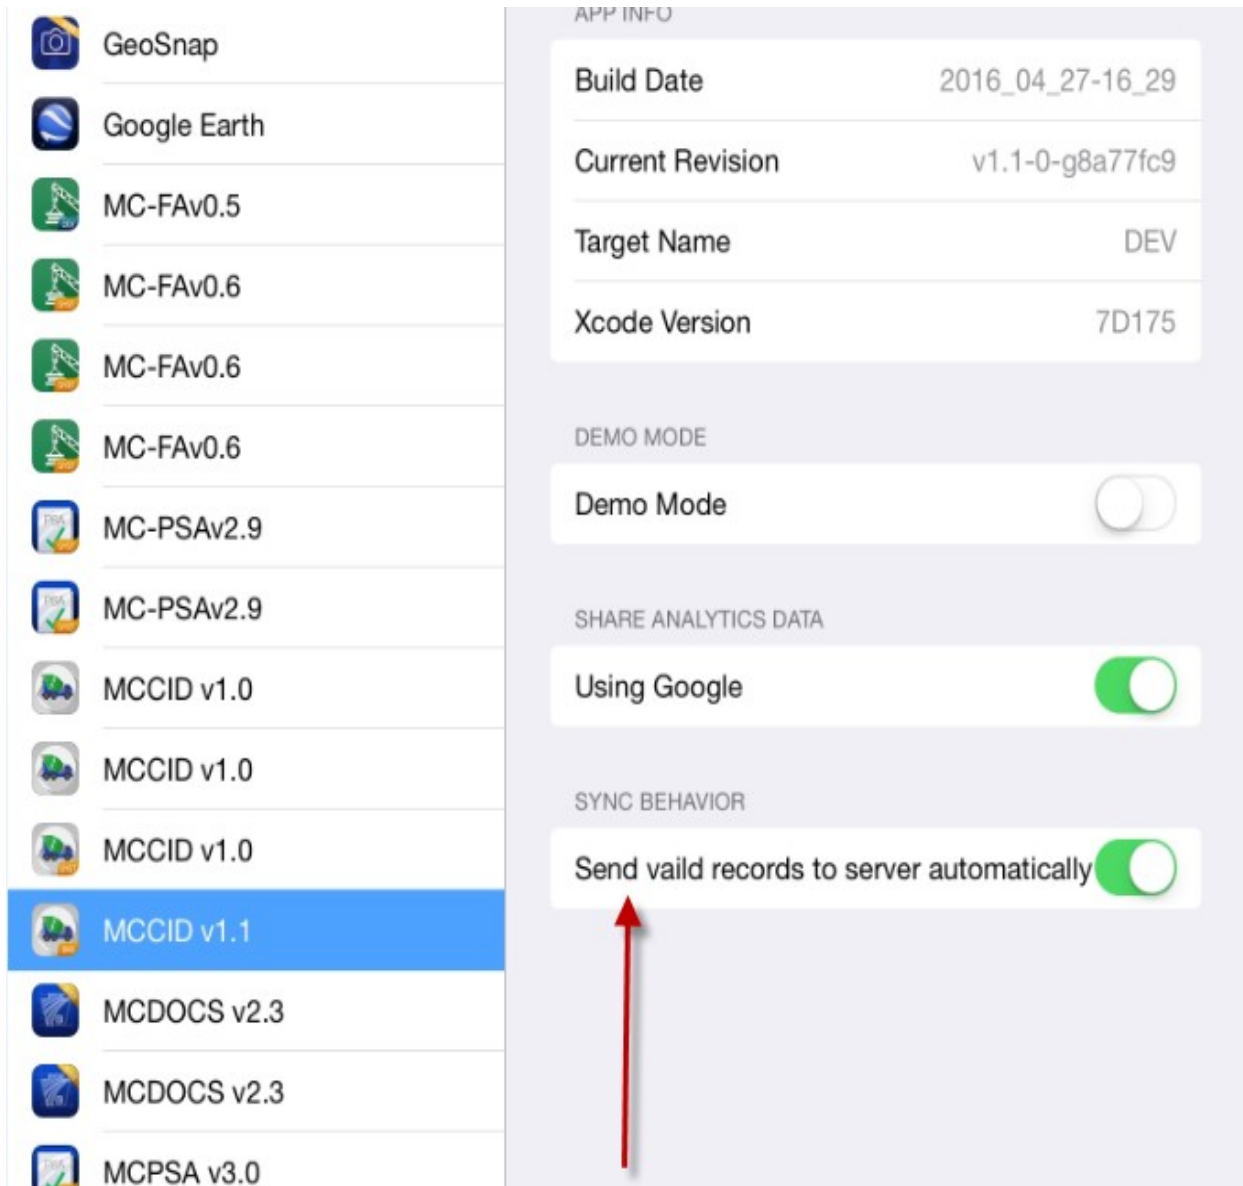 GeoSnap
Google Earth
MC-FAv0.5
MC-FAv0.6
MC-FAv0.6
MC-FAv0.6
MC-PSAv2.9
MC-PSAv2.9
MCCID v1.0
MCCID v1.0
MCCID v1.0
MCCID v1.1
MCDOCS v2.3
MCDOCS v2.3
MCPSA v3.0
APP INFO
Build Date 2016_04_27-16_29
Current Revision v1.1-0-g8a77fc9
Target Name DEV
Xcode Version 7D175
DEMO MODE
Demo Mode
SHARE ANALYTICS DATA
Using Google
SYNC BEHAVIOR
Send vaild records to server automatically